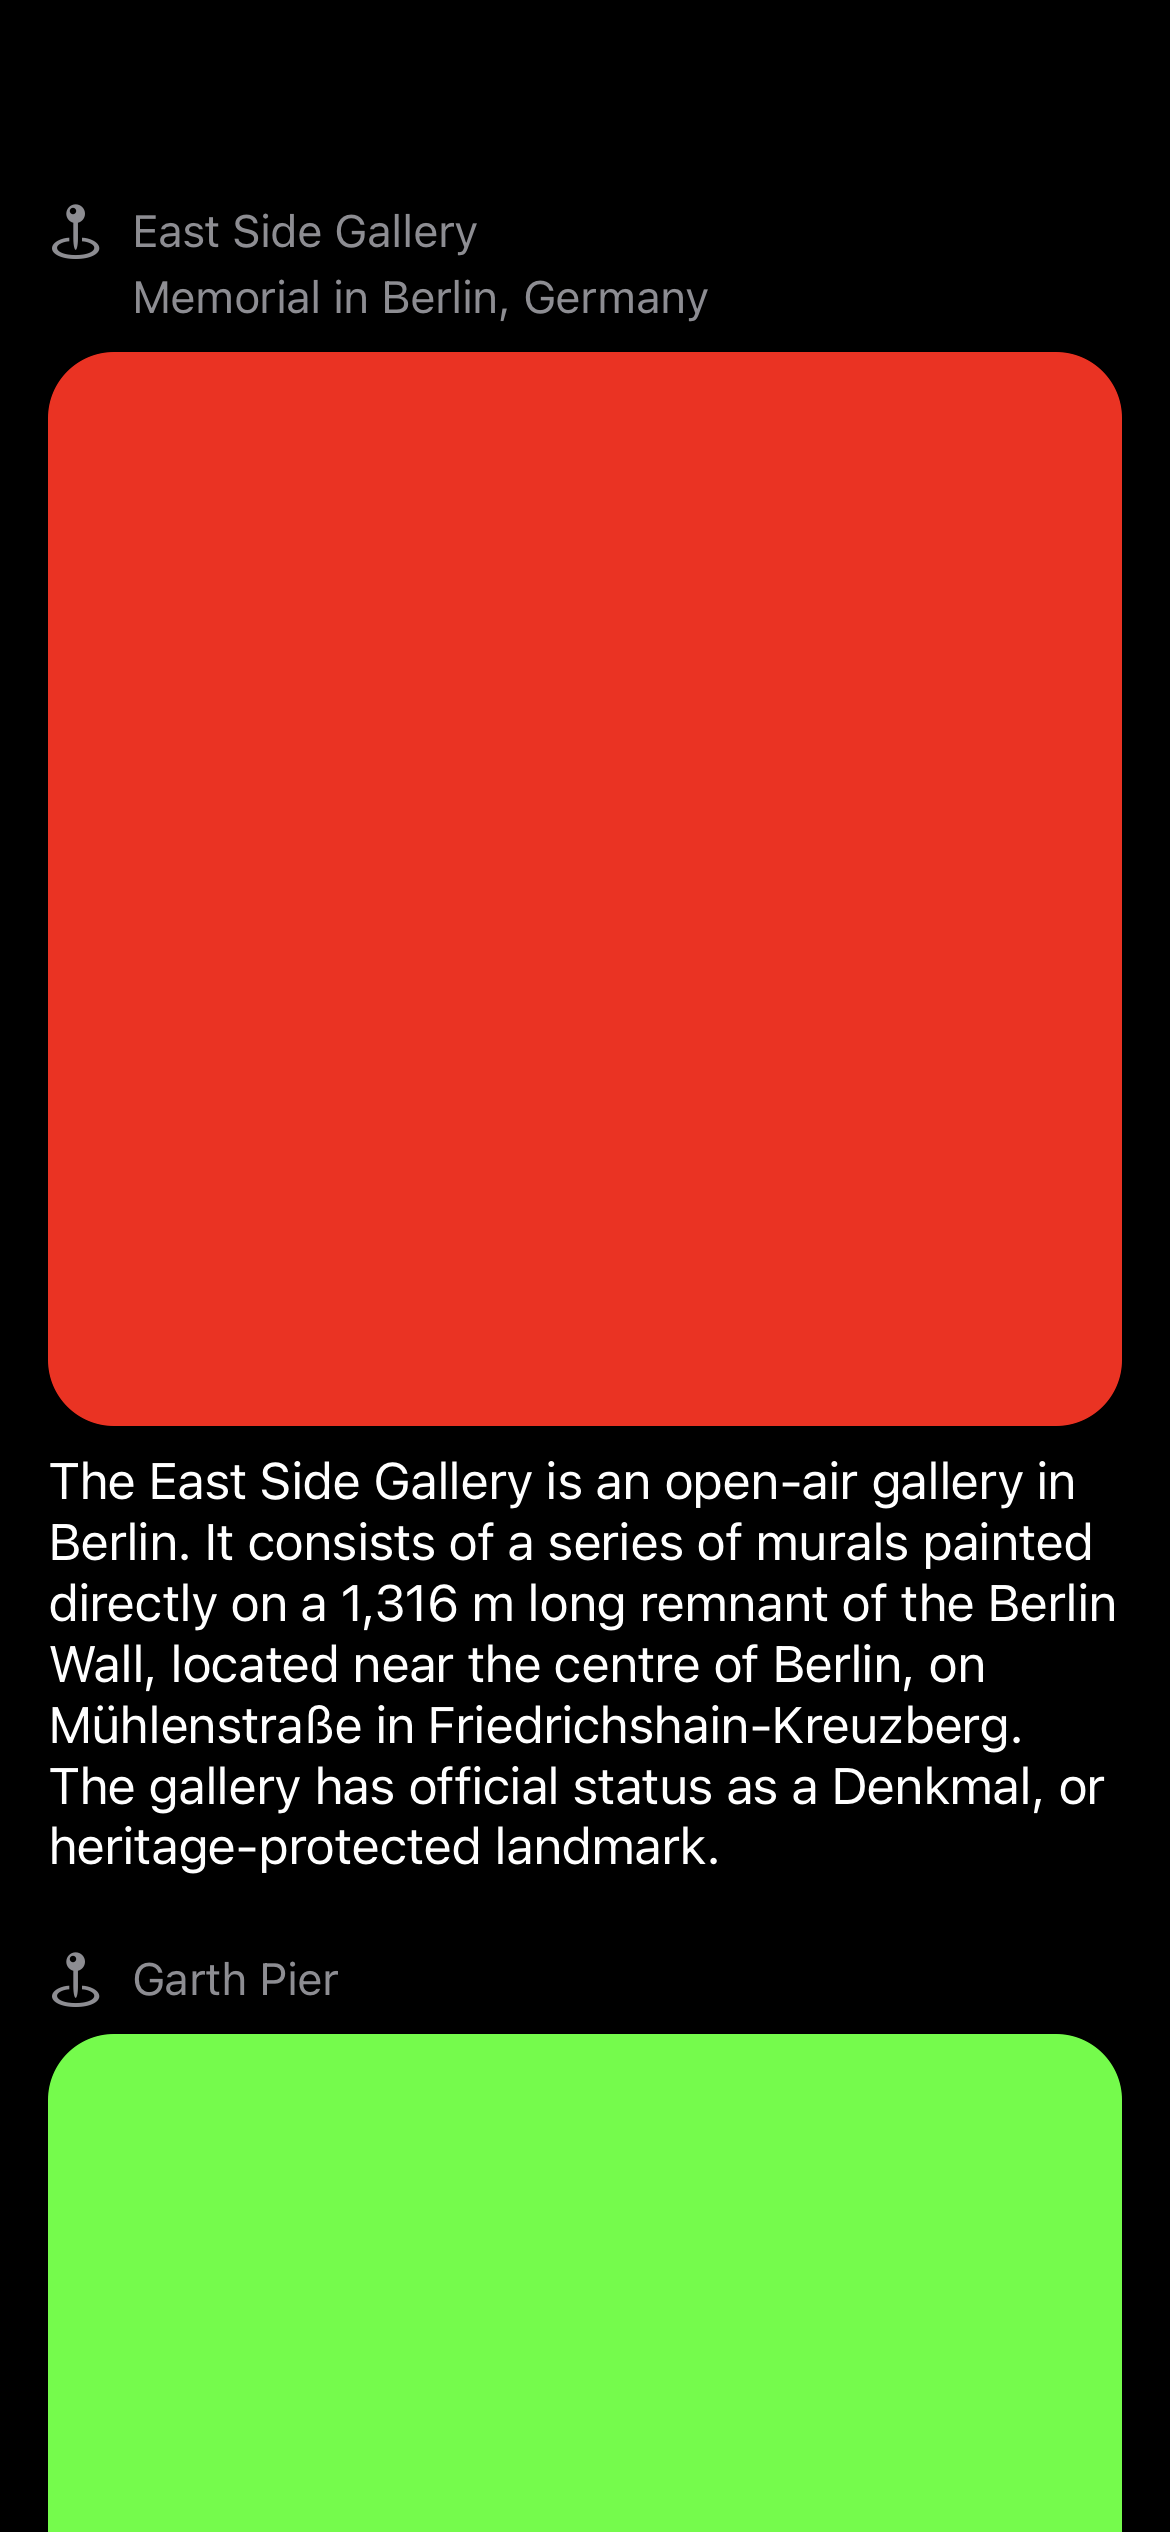 East Side Gallery
Memorial in Berlin, Germany
The East Side Gallery is an open-air gallery in
Berlin. It consists of a series of murals painted
directly on a 1,316 m long remnant of the Berlin
Wall, located near the centre of Berlin, on
Mühlenstraße in Friedrichshain-Kreuzberg.
The gallery has official status as a Denkmal, or
heritage-protected landmark.
Garth Pier